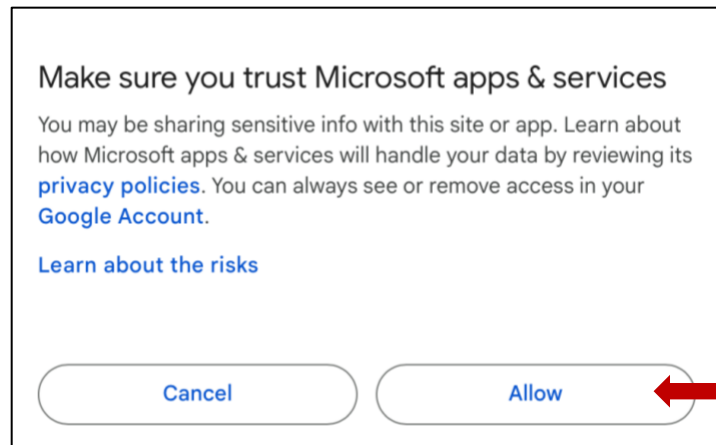 Make sure you trust Microsoft apps & services
You may be sharing sensitive info with this site or app. Learn about
how Microsoft apps & services will handle your data by reviewing its
privacy policies. You can always see or remove access in your
Google Account.
Learn about the risks
Cancel
Allow